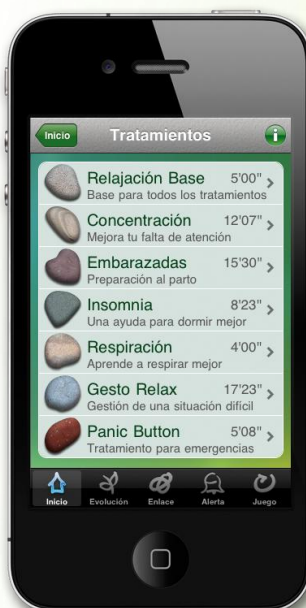 Inicio
Tratamientos
i
Relajación Base 5'00"
Base para todos los tratamientos
Concentración 12'07"
Mejora tu falta de atención
Embarazadas 15'30"
Preparación al parto
Insomnia 8'23"
Una ayuda para dormir mejor
Respiración 4'00"
Aprende a respirar mejor
Gesto Relax 17'23"
Gestión de una situación dificil
Panic Button 5'08"
Tratamiento para emergencias
Inicio Evolución Enlace Alerta Juego